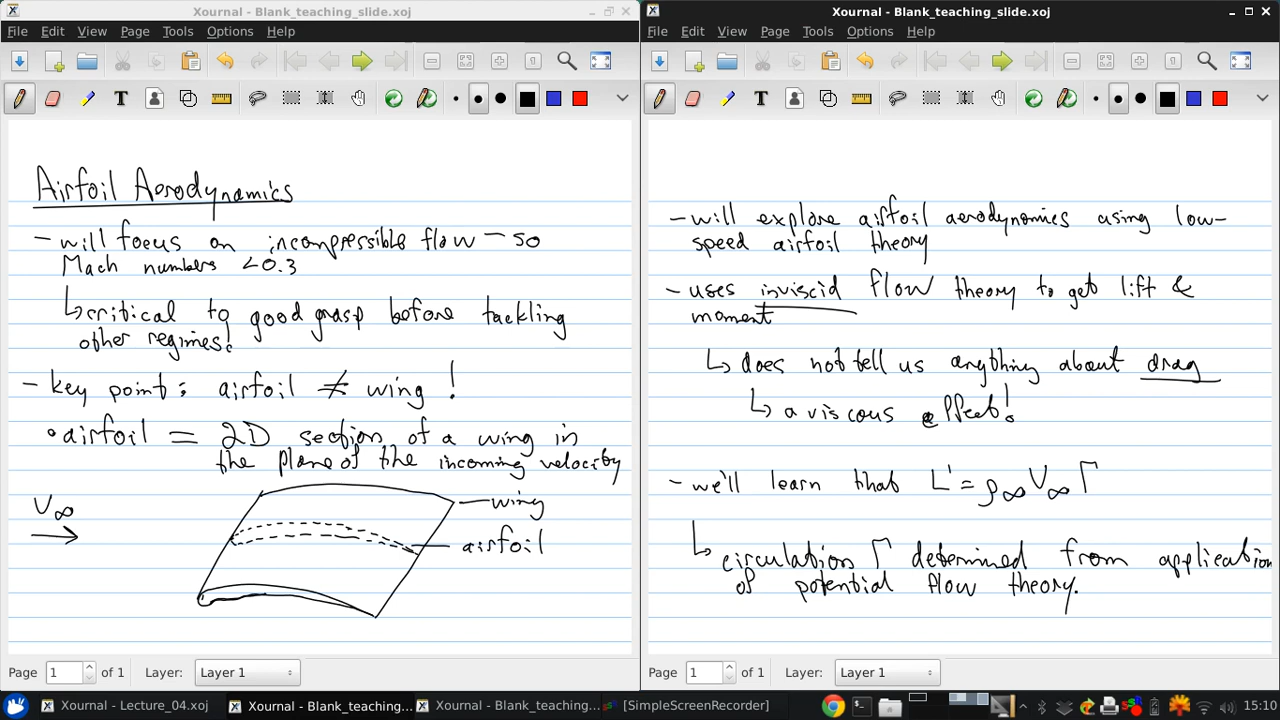 Xournal - Blank_teaching_slide.xoj
File Edit View Page Tools Options Help
Airfoil Aerodynamics
- will focus on incompressible flow - so
Mach numbers <0.3
↳ critical to good grasp before tackling
other regimes!
- key point: airfoil ≠ wing!
• airfoil = 2D section of a wing in
the plane of the incoming velocity
V∞
wing
airfoil
Page 1 of 1 Layer: Layer 1
Xournal - Blank_teaching_slide.xoj
File Edit View Page Tools Options Help
- will explore airfoil aerodynamics using low-
speed airfoil theory
- uses inviscid flow theory to get lift &
moment
↳ does not tell us anything about drag
↳ a viscous effect!
- we'll learn that L' = ρ∞ V∞ Γ
↳ circulation Γ determined from application
of potential flow theory.
Page 1 of 1 Layer: Layer 1
Xournal - Lecture_04.xoj Xournal - Blank_teaching_... Xournal - Blank_teaching_... [SimpleScreenRecorder] 15:10